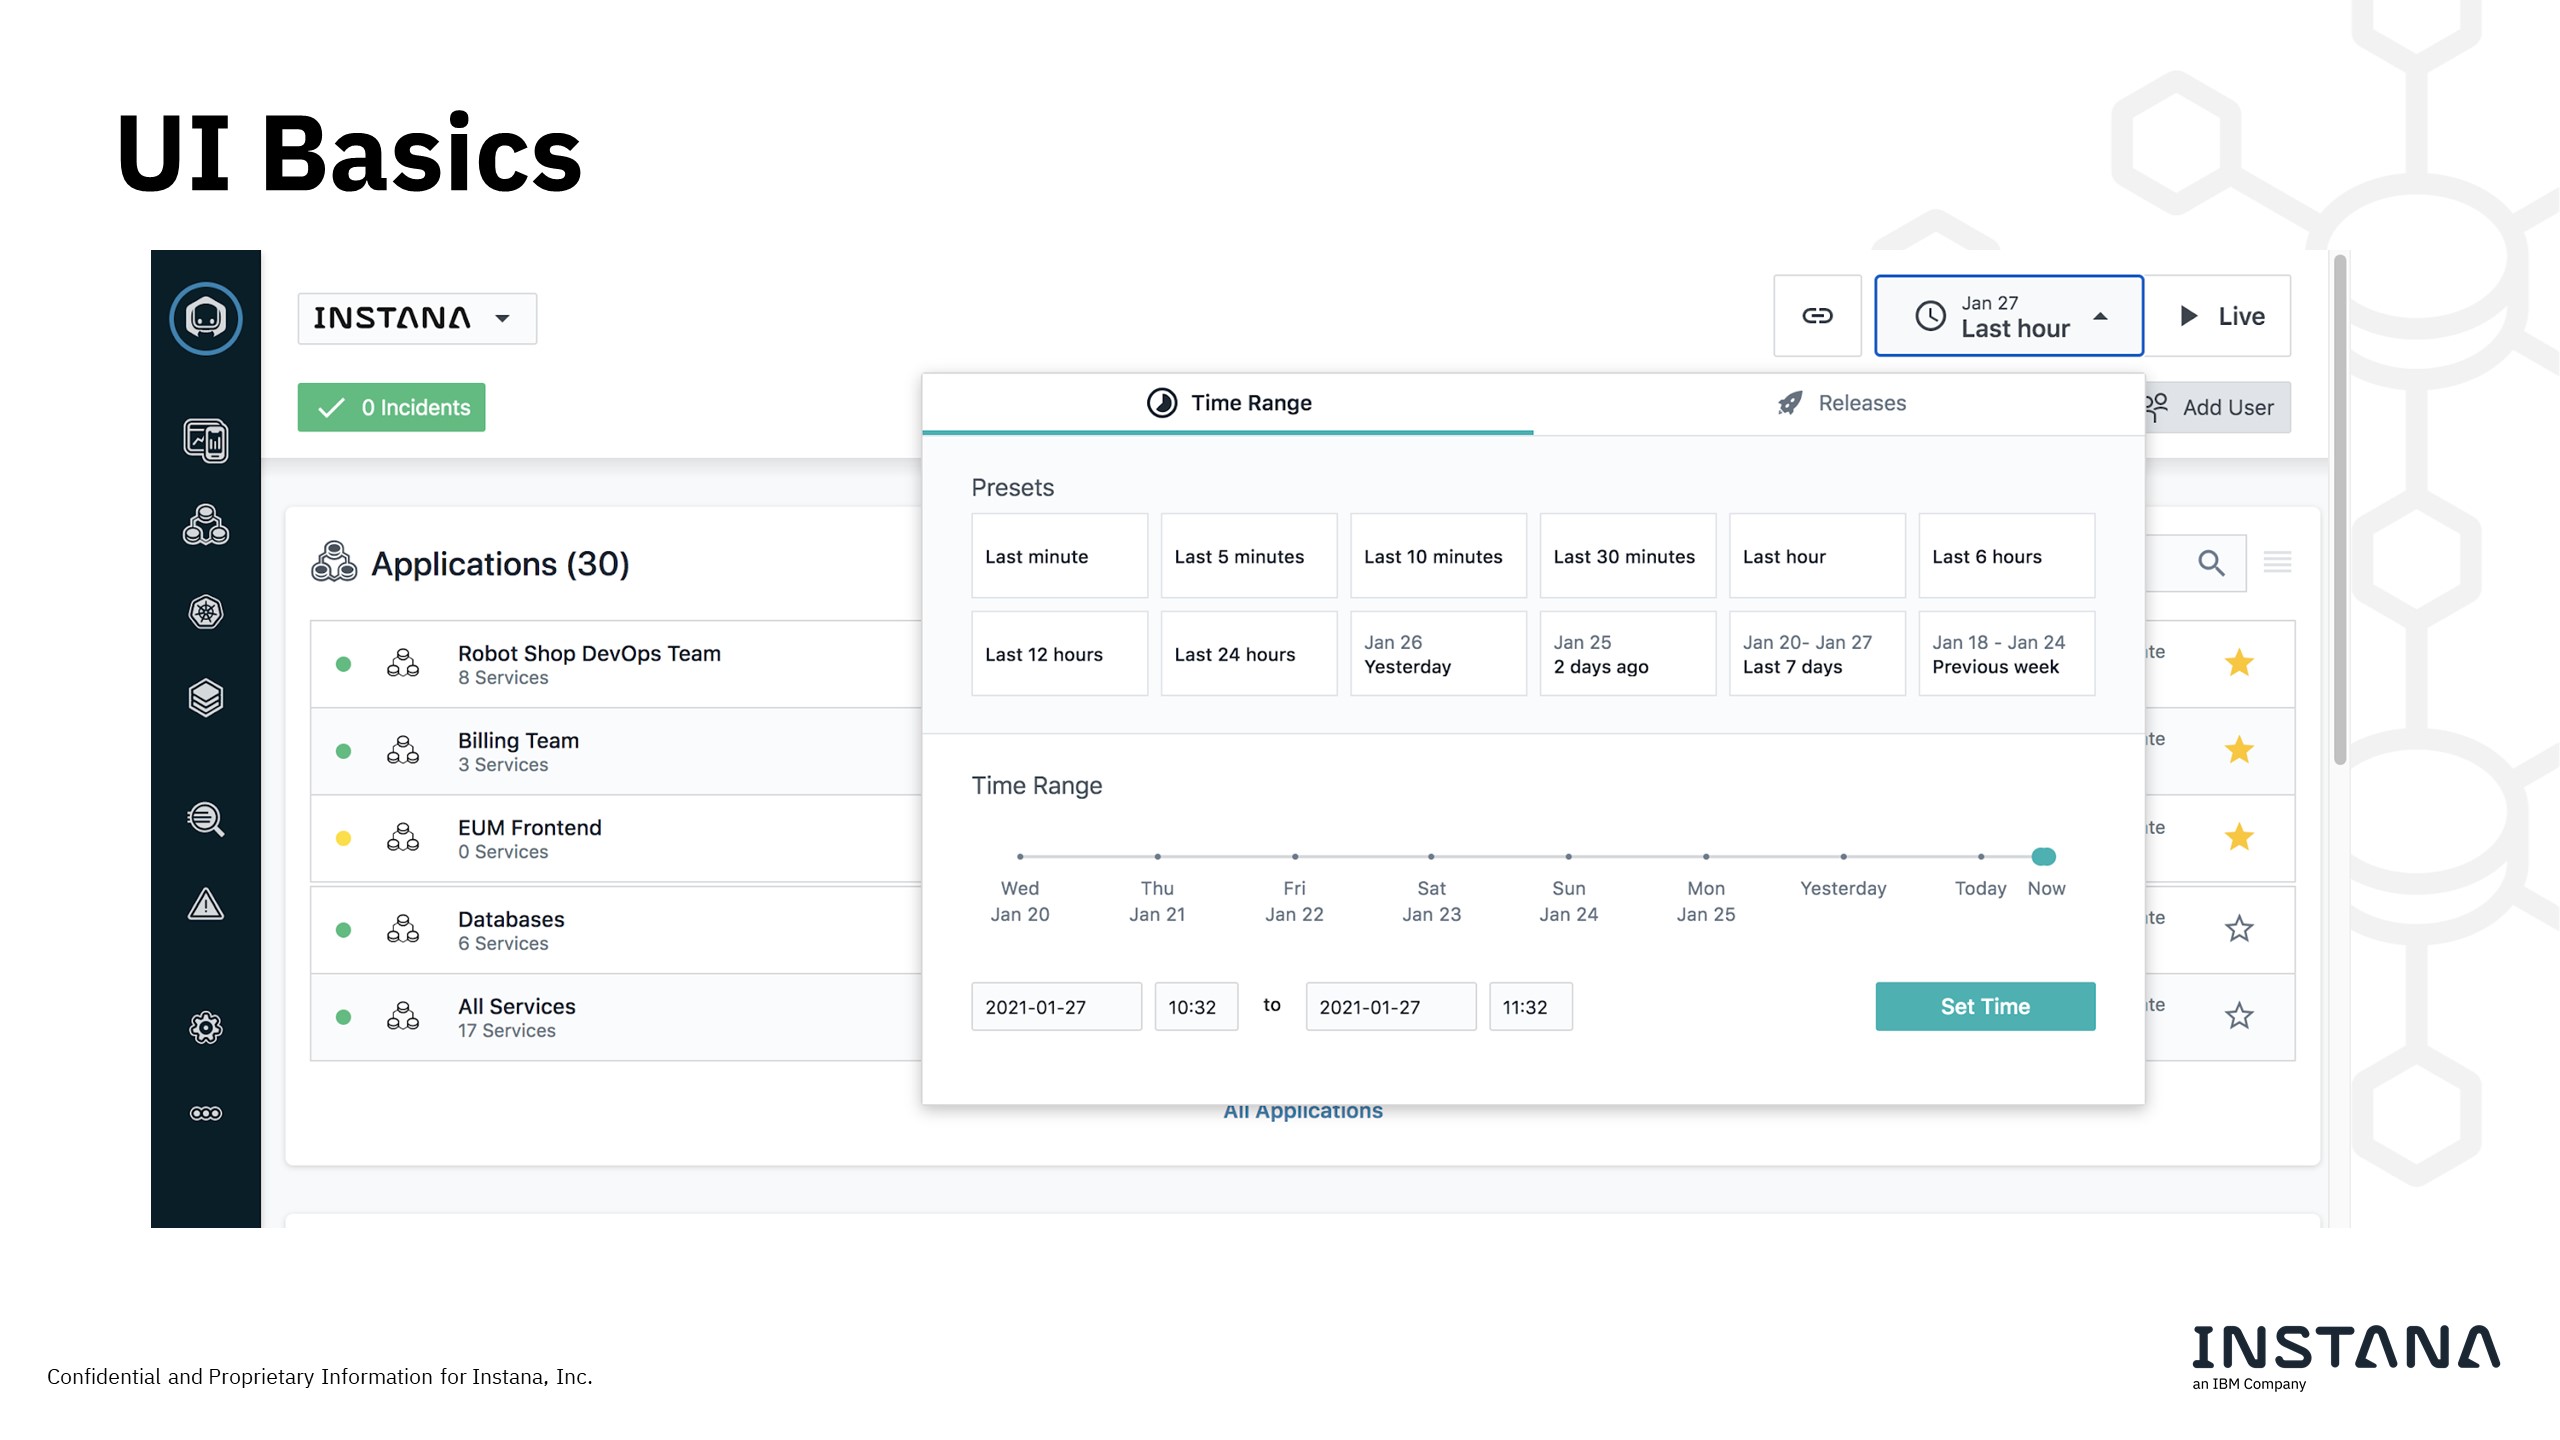 UI Basics
INSTANA
Jan 27
Last hour
Live
0 Incidents
Time Range
Releases
Add User
Presets
Last minute
Last 5 minutes
Last 10 minutes
Last 30 minutes
Last hour
Last 6 hours
Last 12 hours
Last 24 hours
Jan 26
Yesterday
Jan 25
2 days ago
Jan 20- Jan 27
Last 7 days
Jan 18 - Jan 24
Previous week
Applications (30)
Robot Shop DevOps Team
8 Services
Billing Team
3 Services
EUM Frontend
0 Services
Databases
6 Services
All Services
17 Services
Time Range
Wed
Jan 20
Thu
Jan 21
Fri
Jan 22
Sat
Jan 23
Sun
Jan 24
Mon
Jan 25
Yesterday
Today
Now
2021-01-27 10:32 to 2021-01-27 11:32
Set Time
All Applications
Confidential and Proprietary Information for Instana, Inc.
INSTANA
an IBM Company